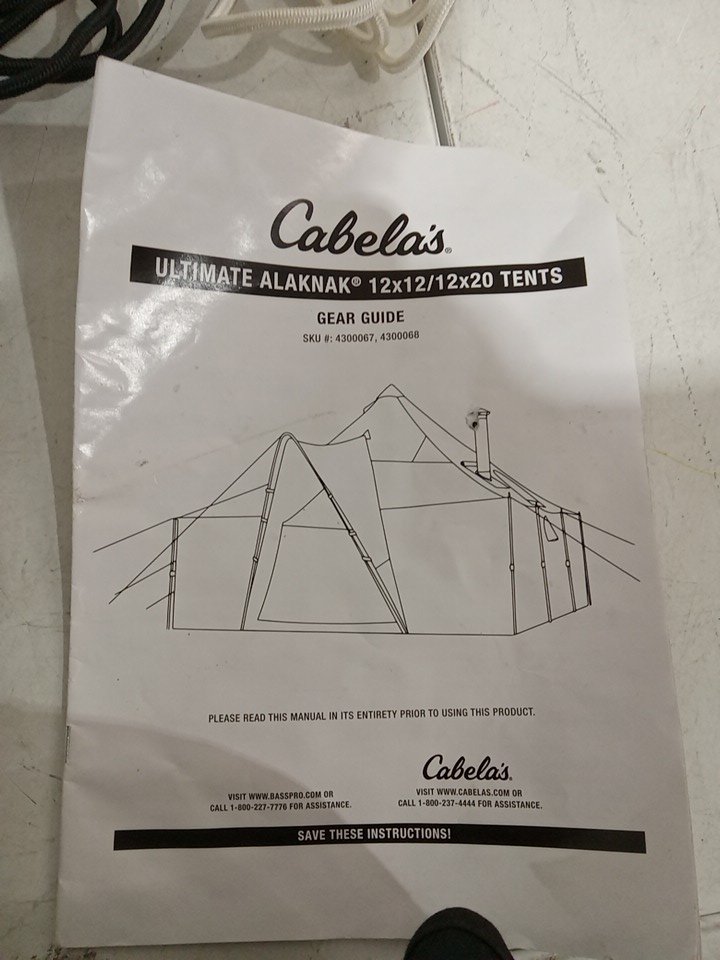 Cabela's®
ULTIMATE ALAKNAK® 12x12/12x20 TENTS
GEAR GUIDE
SKU #: 4300067, 4300068
PLEASE READ THIS MANUAL IN ITS ENTIRETY PRIOR TO USING THIS PRODUCT.
VISIT WWW.BASSPRO.COM OR
CALL 1-800-227-7776 FOR ASSISTANCE.
Cabela's®
VISIT WWW.CABELAS.COM OR
CALL 1-800-237-4444 FOR ASSISTANCE.
SAVE THESE INSTRUCTIONS!